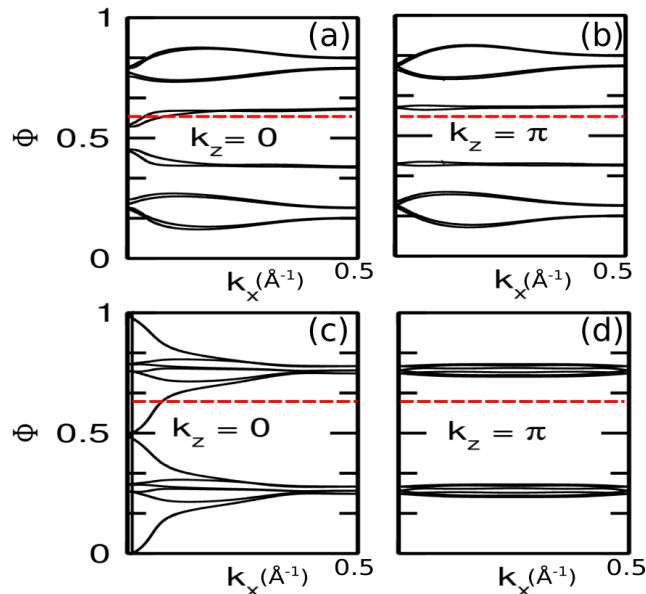 1 (a) (b)
Φ 0.5 k_z = 0 k_z = π
0 k_x (Å⁻¹) 0.5 k_x (Å⁻¹) 0.5
1 (c) (d)
Φ 0.5 k_z = 0 k_z = π
0 k_x (Å⁻¹) 0.5 k_x (Å⁻¹) 0.5